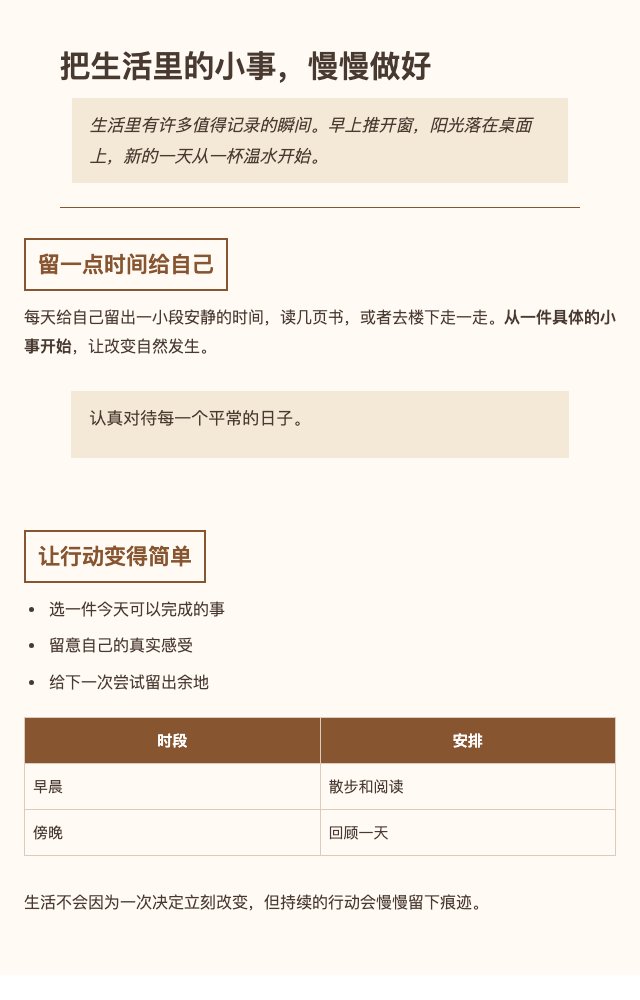 把生活里的小事，慢慢做好
生活里有许多值得记录的瞬间。早上推开窗，阳光落在桌面
上，新的一天从一杯温水开始。
留一点时间给自己
每天给自己留出一小段安静的时间，读几页书，或者去楼下走一走。从一件具体的小
事开始，让改变自然发生。
认真对待每一个平常的日子。
让行动变得简单
• 选一件今天可以完成的事
• 留意自己的真实感受
• 给下一次尝试留出余地
时段 安排
早晨 散步和阅读
傍晚 回顾一天
生活不会因为一次决定立刻改变，但持续的行动会慢慢留下痕迹。